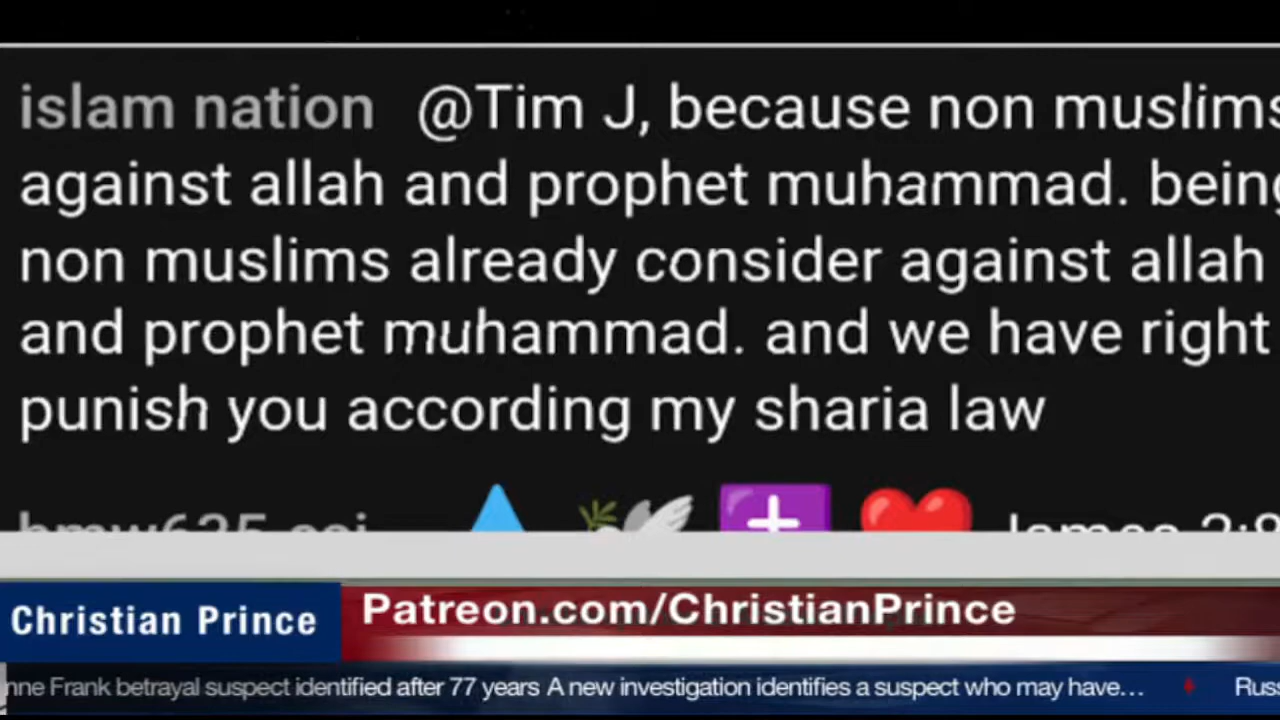 islam nation @Tim J, because non muslims
against allah and prophet muhammad. being
non muslims already consider against allah
and prophet muhammad. and we have right
punish you according my sharia law
Christian Prince
Patreon.com/ChristianPrince
nne Frank betrayal suspect identified after 77 years A new investigation identifies a suspect who may have… Russ